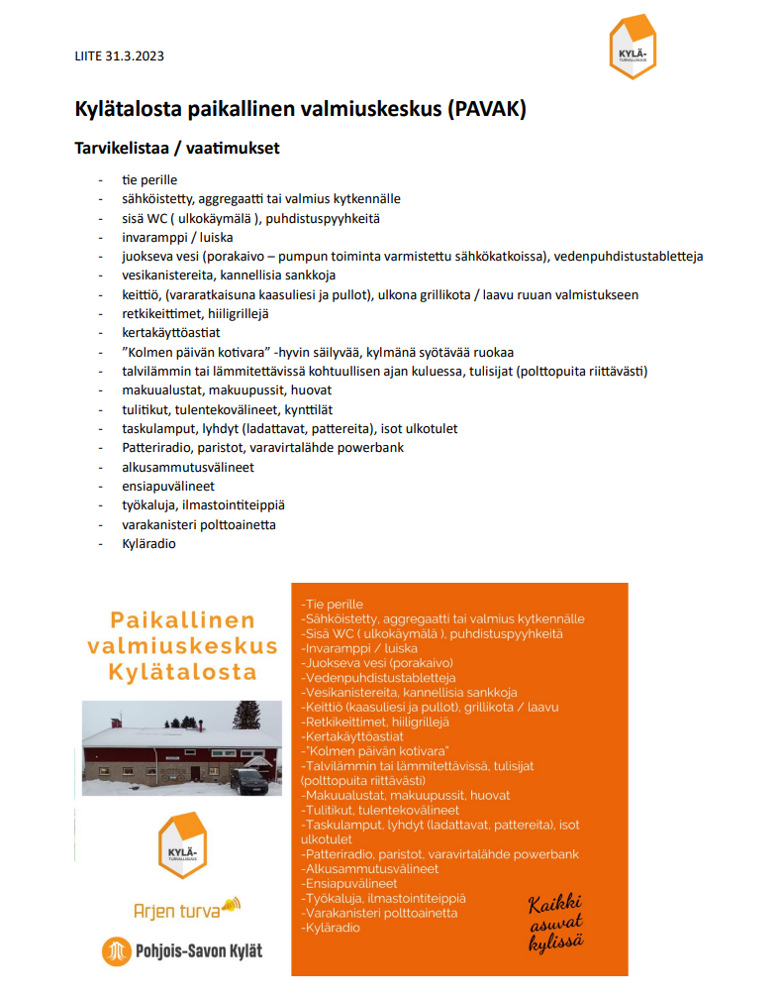 LIITE 31.3.2023
KYLÄ-
TURVALLISUUS
Kylätalosta paikallinen valmiuskeskus (PAVAK)
Tarvikelistaa / vaatimukset
- tie perille
- sähköistetty, aggregaatti tai valmius kytkennälle
- sisä WC ( ulkokäymälä ), puhdistuspyyhkeitä
- invaramppi / luiska
- juokseva vesi (porakaivo – pumpun toiminta varmistettu sähkökatkoissa), vedenpuhdistustabletteja
- vesikanistereita, kannellisia sankkoja
- keittiö, (vararatkaisuna kaasuliesi ja pullot), ulkona grillikota / laavu ruuan valmistukseen
- retkikeittimet, hiiligrillejä
- kertakäyttöastiat
- ”Kolmen päivän kotivara” -hyvin säilyvää, kylmänä syötävää ruokaa
- talvilämmin tai lämmitettävissä kohtuullisen ajan kuluessa, tulisijat (polttopuita riittävästi)
- makuualustat, makuupussit, huovat
- tulitikut, tulentekovälineet, kynttilät
- taskulamput, lyhdyt (ladattavat, pattereita), isot ulkotulet
- Patteriradio, paristot, varavirtalähde powerbank
- alkusammutusvälineet
- ensiapuvälineet
- työkaluja, ilmastointiteippiä
- varakanisteri polttoainetta
- Kyläradio
Paikallinen
valmiuskeskus
Kylätalosta
KYLÄ-
TURVALLISUUS
Arjen turva
Pohjois-Savon Kylät
-Tie perille
-Sähköistetty, aggregaatti tai valmius kytkennälle
-Sisä WC ( ulkokäymälä ), puhdistuspyyhkeitä
-Invaramppi / luiska
-Juokseva vesi (porakaivo)
-Vedenpuhdistustabletteja
-Vesikanistereita, kannellisia sankkoja
-Keittiö (kaasuliesi ja pullot), grillikota / laavu
-Retkikeittimet, hiiligrillejä
-Kertakäyttöastiat
-"Kolmen päivän kotivara"
-Talvilämmin tai lämmitettävissä, tulisijat
(polttopuita riittävästi)
-Makuualustat, makuupussit, huovat
-Tulitikut, tulentekovälineet
-Taskulamput, lyhdyt (ladattavat, pattereita), isot
ulkotulet
-Patteriradio, paristot, varavirtalähde powerbank
-Alkusammutusvälineet
-Ensiapuvälineet
-Työkaluja, ilmastointiteippiä
-Varakanisteri polttoainetta
-Kyläradio
Kaikki
asuvat
kylissä